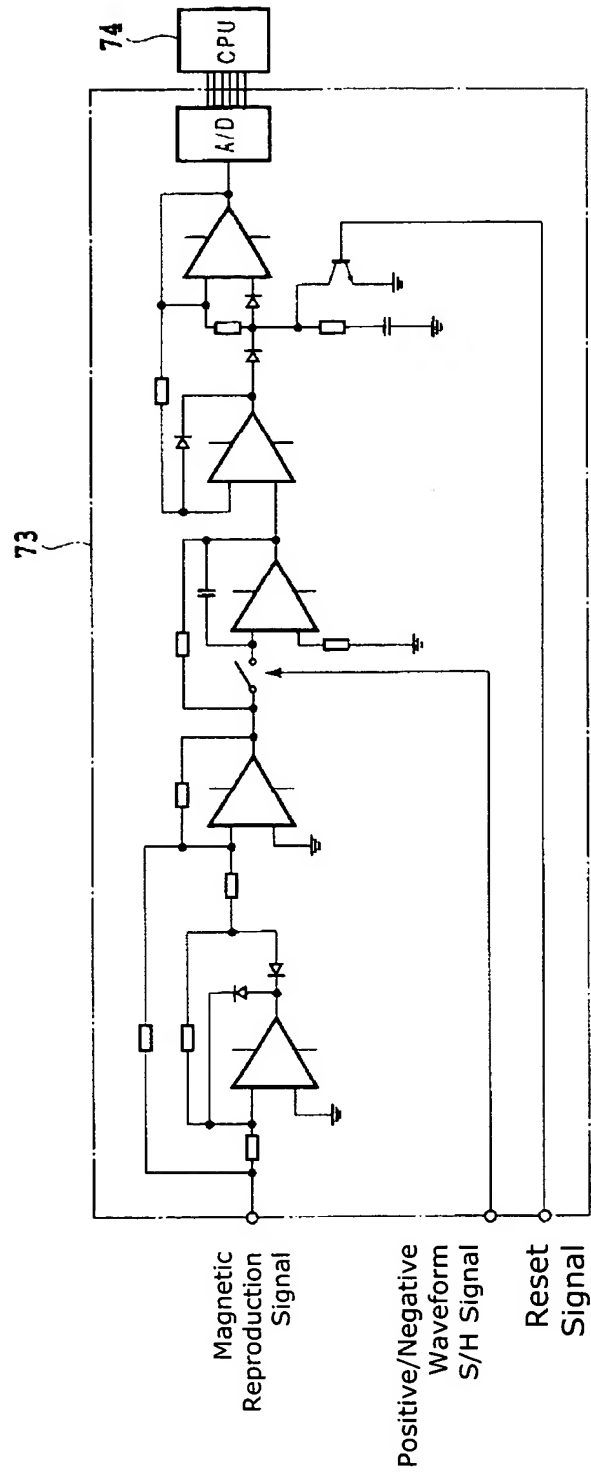 73
74
A/D
CPU
Magnetic
Reproduction
Signal
Positive/Negative
Waveform
S/H Signal
Reset
Signal